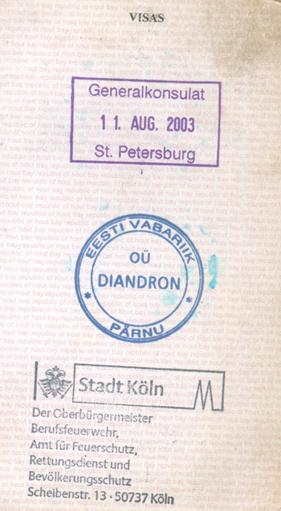 VISAS
Generalkonsulat
11. AUG. 2003
St. Petersburg
EESTI VABARIIK
OÜ
DIANDRON
* PÄRNU *
Stadt Köln
Der Oberbürgermeister
Berufsfeuerwehr,
Amt für Feuerschutz,
Rettungsdienst und
Bevölkerungsschutz
Scheibenstr. 13 · 50737 Köln